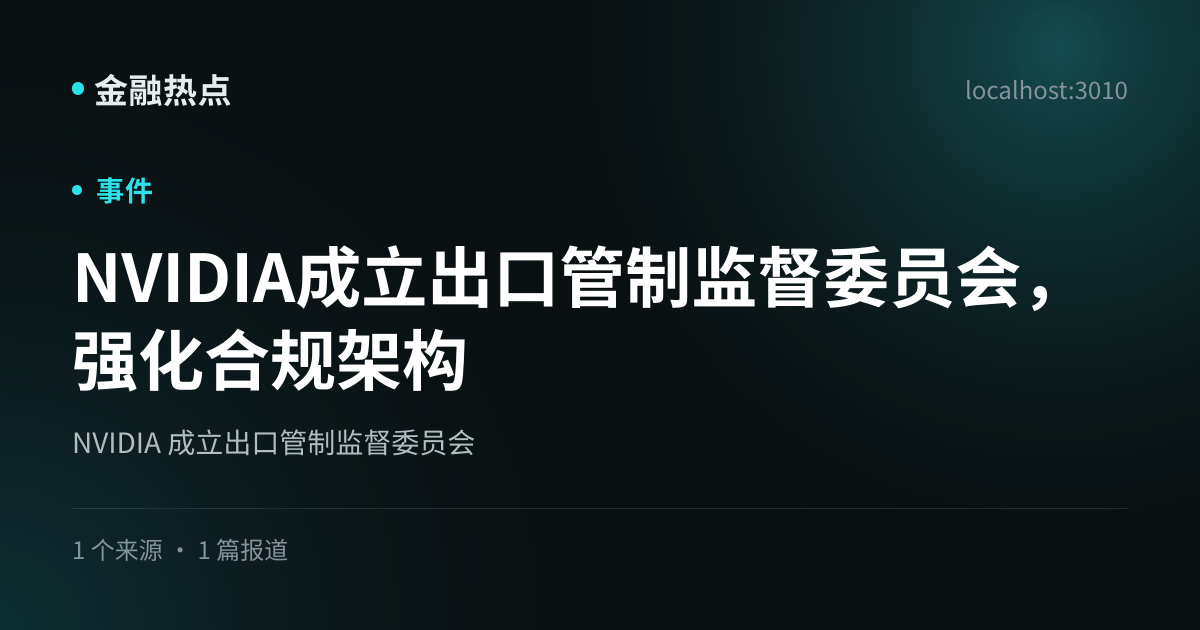 金融热点
localhost:3010
事件
NVIDIA成立出口管制监督委员会，
强化合规架构
NVIDIA 成立出口管制监督委员会
1 个来源 · 1 篇报道